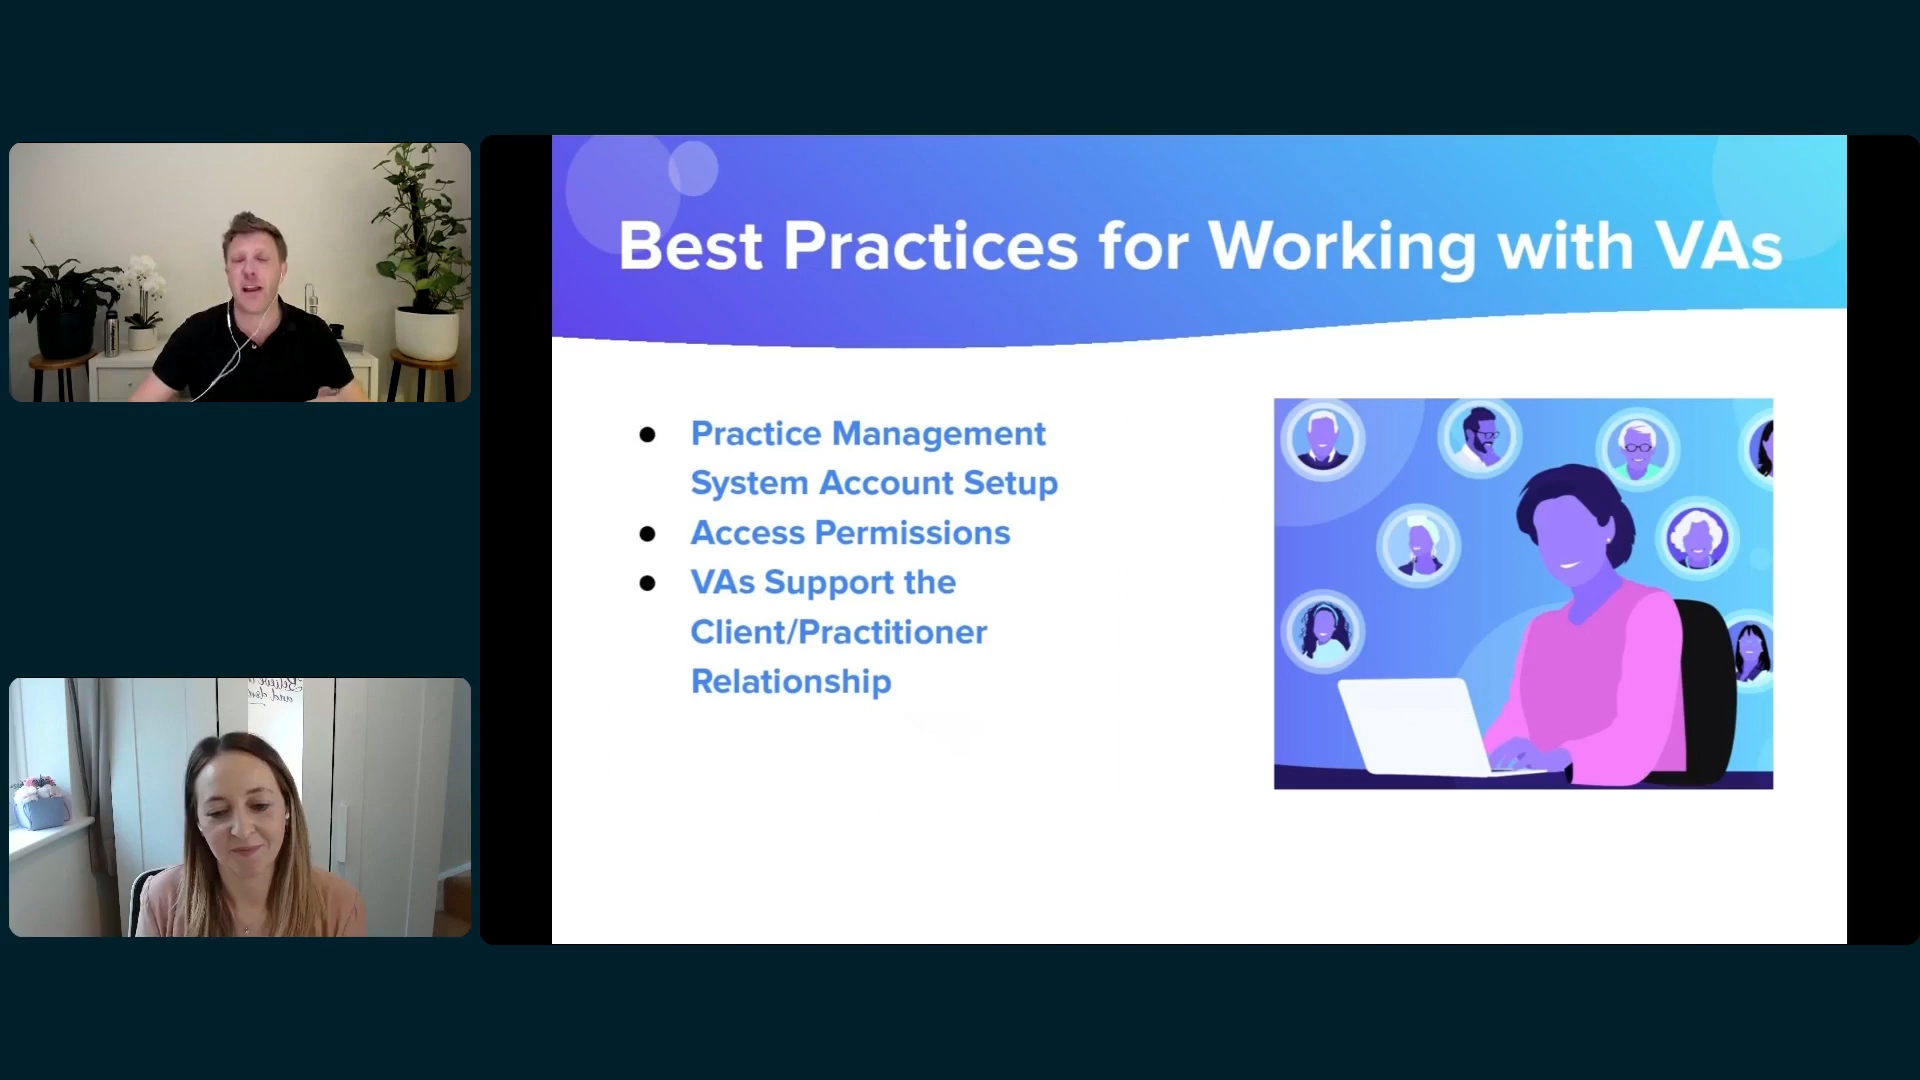 Best Practices for Working with VAs
● Practice Management
System Account Setup
● Access Permissions
● VAs Support the
Client/Practitioner
Relationship